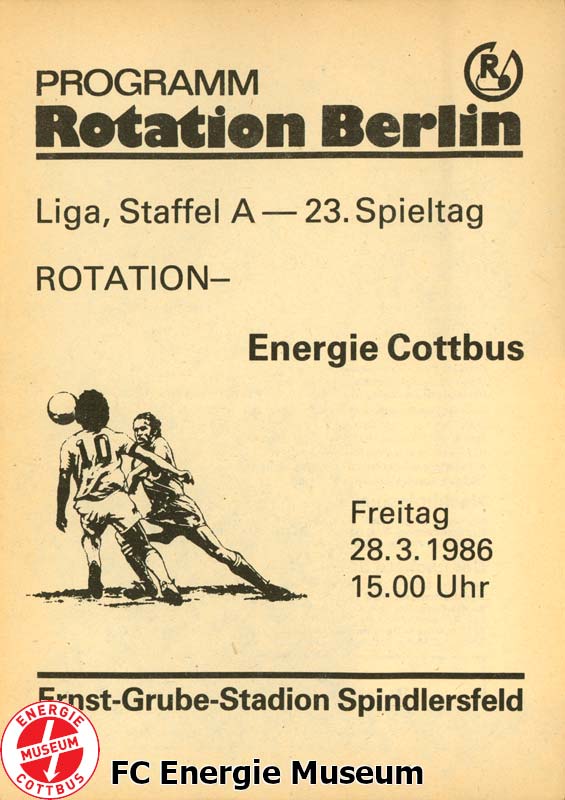 R
PROGRAMM
Rotation Berlin
Liga, Staffel A — 23. Spieltag
ROTATION–
Energie Cottbus
10
Freitag
28.3.1986
15.00 Uhr
Ernst-Grube-Stadion Spindlersfeld
ENERGIE
MUSEUM
COTTBUS
FC Energie Museum